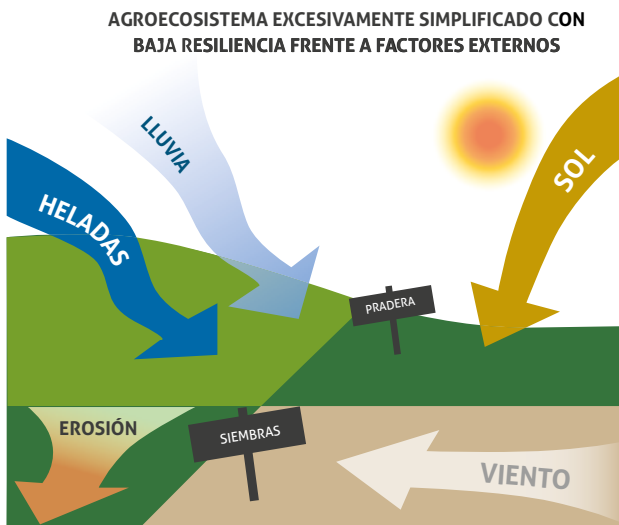 AGROECOSISTEMA EXCESIVAMENTE SIMPLIFICADO CON
BAJA RESILIENCIA FRENTE A FACTORES EXTERNOS
LLUVIA
SOL
HELADAS
PRADERA
EROSIÓN
SIEMBRAS
VIENTO